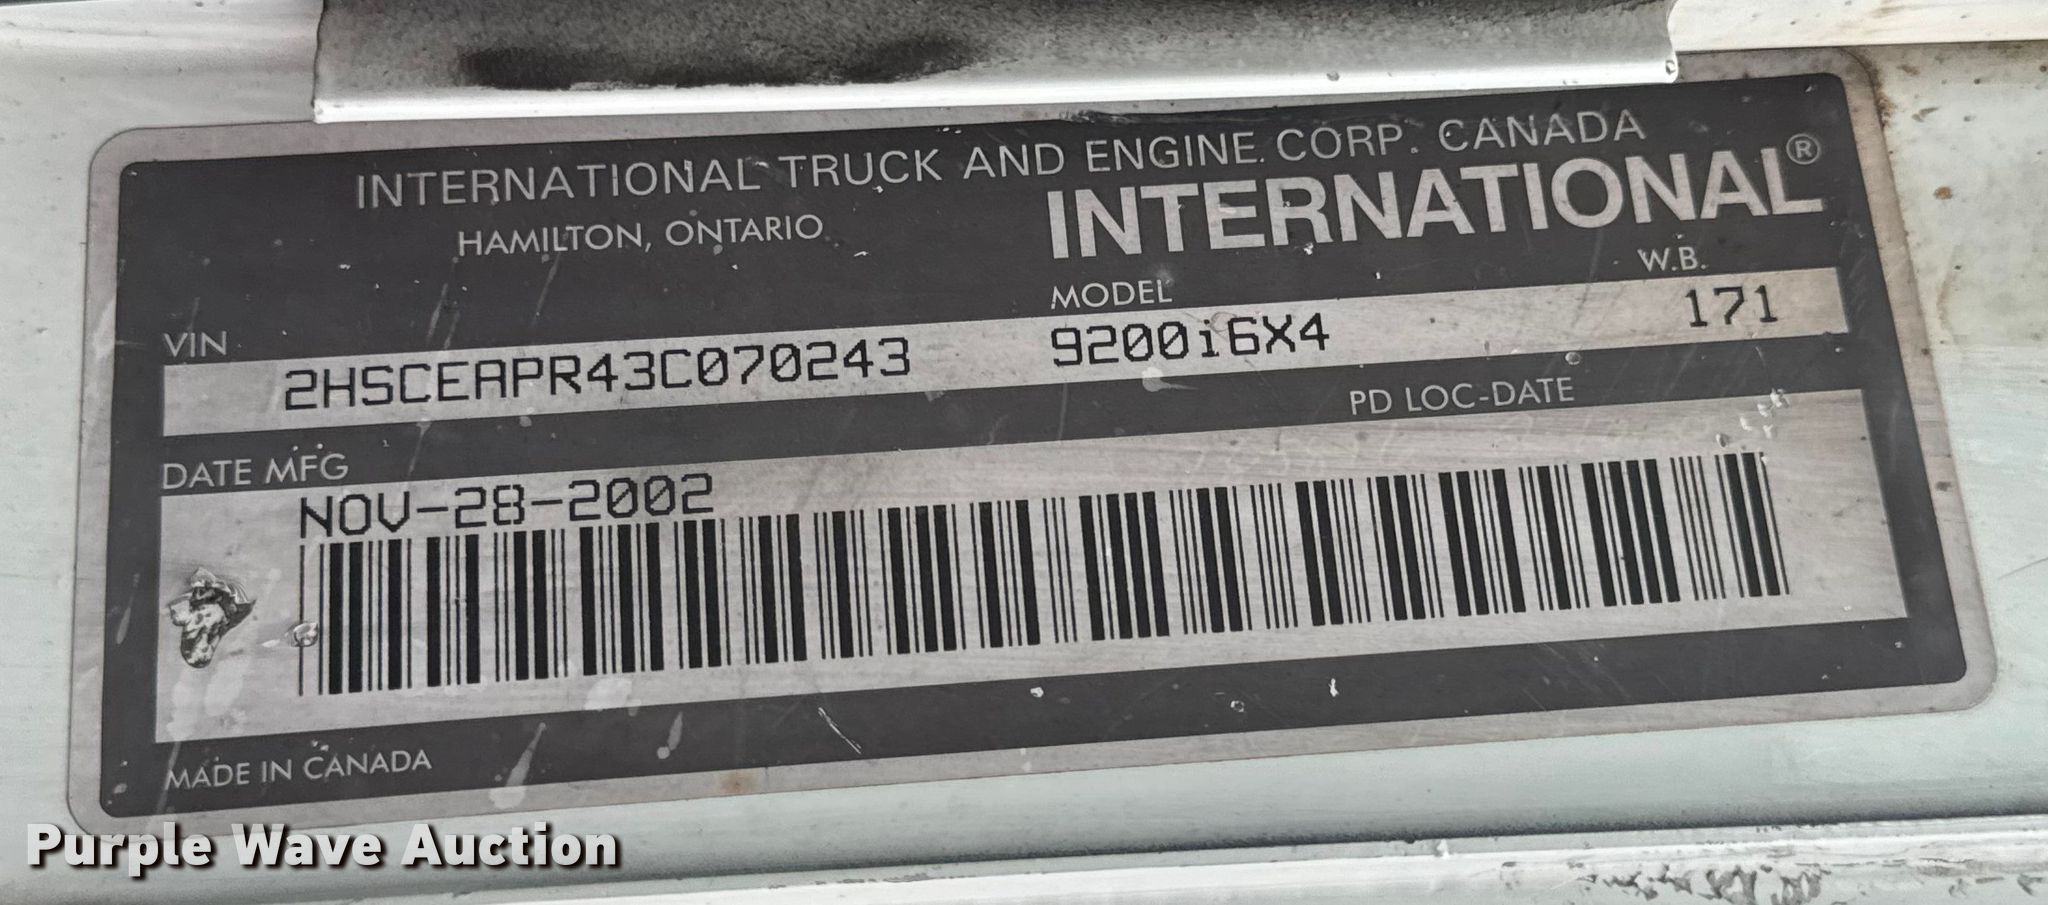 INTERNATIONAL TRUCK AND ENGINE CORP. CANADA
HAMILTON, ONTARIO
INTERNATIONAL®
VIN
MODEL
W.B.
2HSCEAPR43C070243
9200i6X4
171
DATE MFG
PD LOC-DATE
NOV-28-2002
MADE IN CANADA
Purple Wave Auction